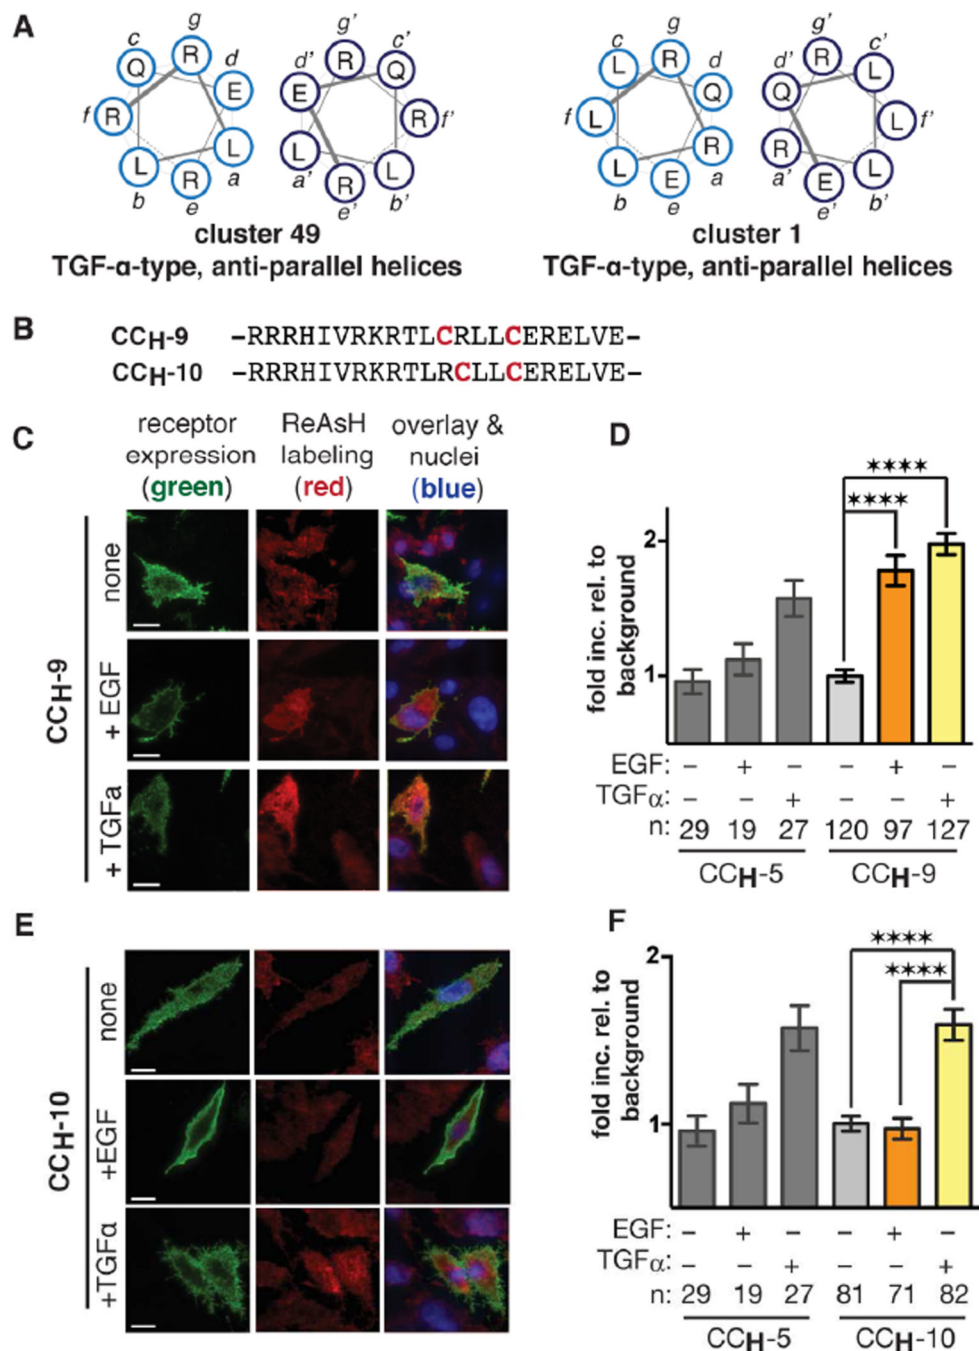 A
c g d Q R E f R L L R b e a
g' c' d' R Q E R f' L L R a' b' e'
c g d L R Q f L R L E a b e
g' c' d' R L Q L f' R L E a' b' e'
cluster 49
TGF-α-type, anti-parallel helices
cluster 1
TGF-α-type, anti-parallel helices
B
CCH-9 –RRRHIVRKRTLCRLLCERELVE–
CCH-10 –RRRHIVRKRTLRCLLCERELVE–
C
receptor expression (green)
ReAsH labeling (red)
overlay & nuclei (blue)
CCH-9
none
+ EGF
+ TGFa
D
fold inc. rel. to background
2
1
✶✶✶✶
✶✶✶✶
EGF: – + – – + –
TGFα: – – + – – +
n: 29 19 27 120 97 127
CCH-5 CCH-9
E
CCH-10
none
+EGF
+TGFα
F
fold inc. rel. to background
2
1
✶✶✶✶
✶✶✶✶
EGF: – + – – + –
TGFα: – – + – – +
n: 29 19 27 81 71 82
CCH-5 CCH-10